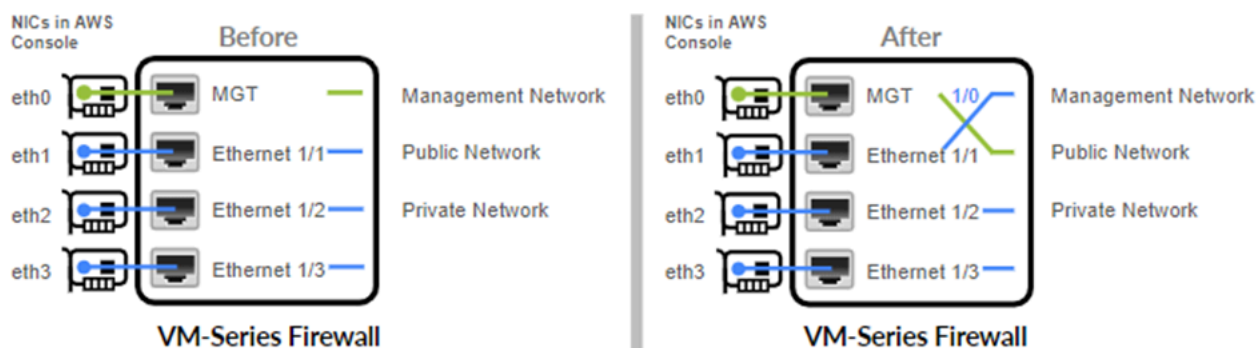 NICs in AWS
Console
Before
eth0
MGT
Management Network
eth1
Ethernet 1/1
Public Network
eth2
Ethernet 1/2
Private Network
eth3
Ethernet 1/3
VM-Series Firewall
NICs in AWS
Console
After
eth0
MGT
1/0
Management Network
eth1
Ethernet 1/1
Public Network
eth2
Ethernet 1/2
Private Network
eth3
Ethernet 1/3
VM-Series Firewall